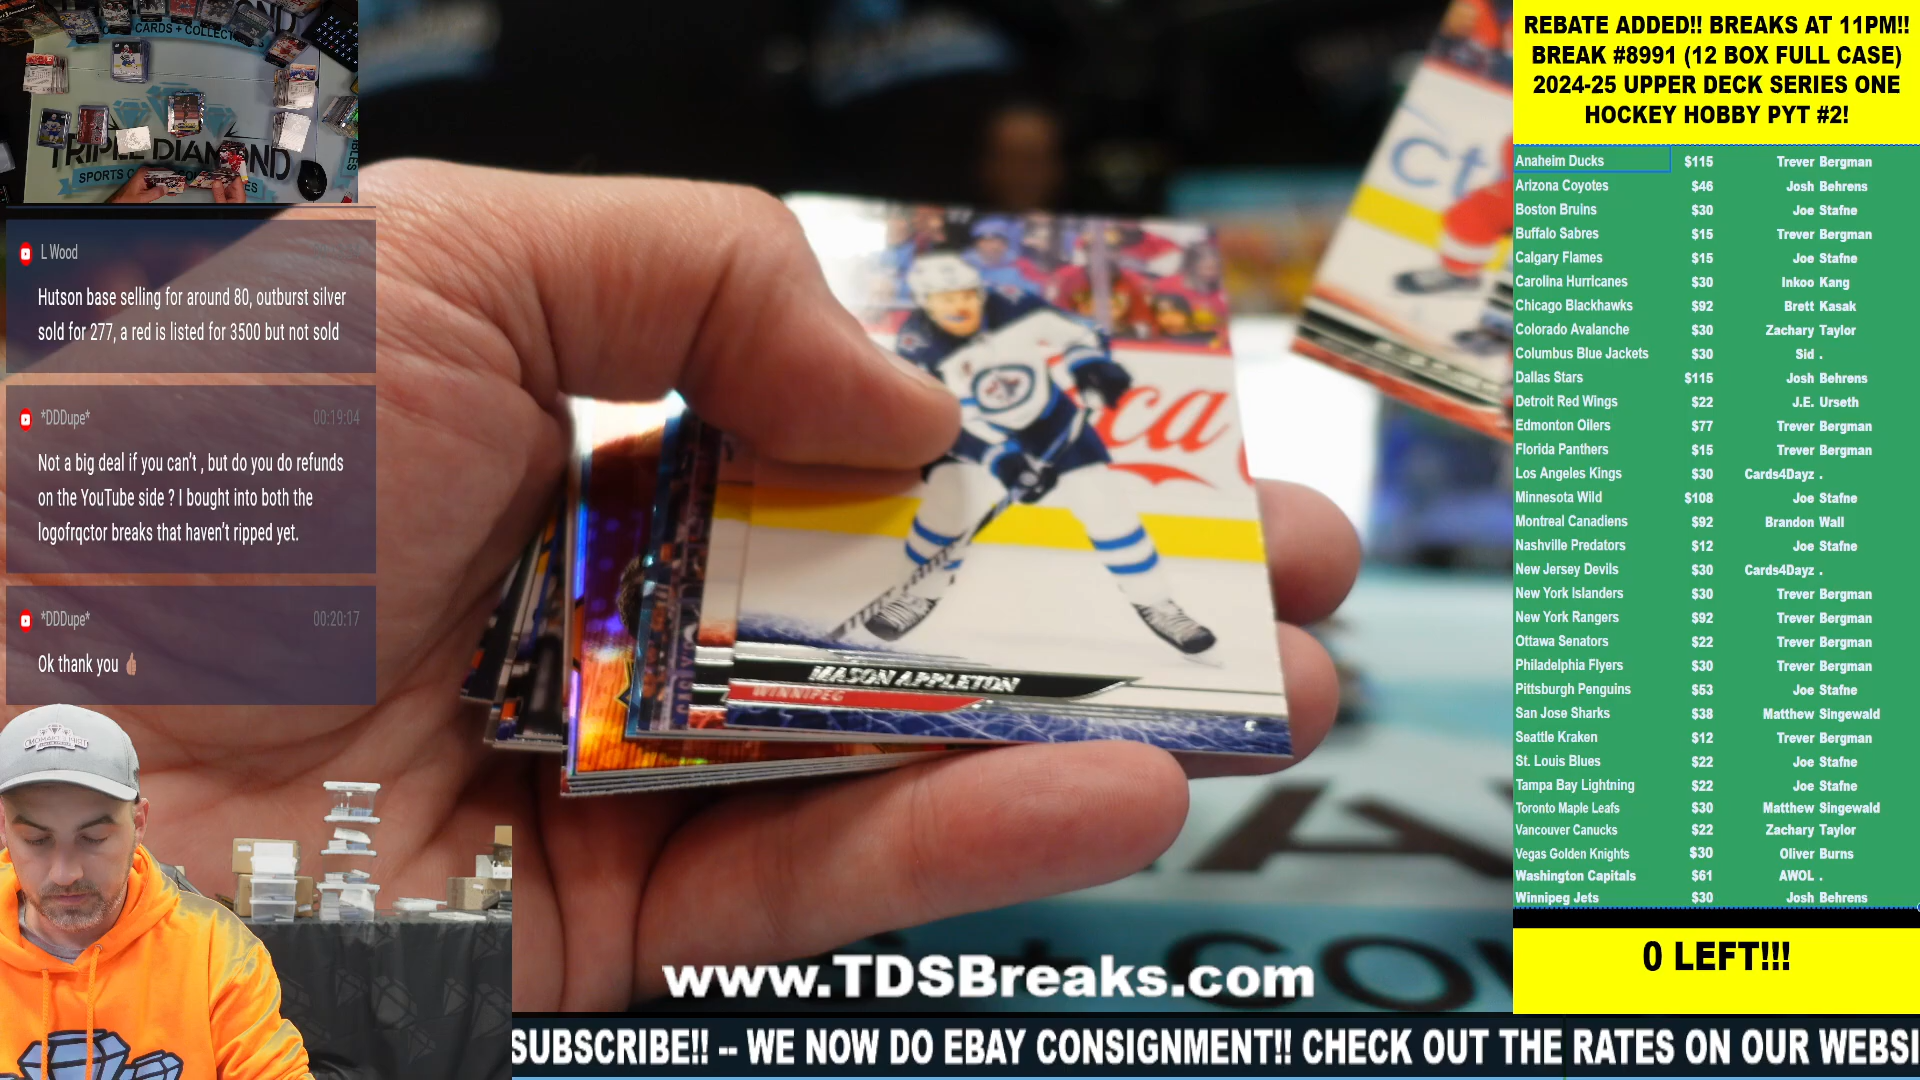 CARDS + COLLEC
TRIPLE DIAMOND
SPORTS C
L Wood
Hutson base selling for around 80, outburst silver
sold for 277, a red is listed for 3500 but not sold
*DDDupe*
00:19:04
Not a big deal if you can't , but do you do refunds
on the YouTube side ? I bought into both the
logofrqctor breaks that haven't ripped yet.
*DDDupe*
00:20:17
Ok thank you 👍🏼
ca
MASON APPLETON
WINNIPEG
www.TDSBreaks.com
SUBSCRIBE!! -- WE NOW DO EBAY CONSIGNMENT!! CHECK OUT THE RATES ON OUR WEBSI
REBATE ADDED!! BREAKS AT 11PM!!
BREAK #8991 (12 BOX FULL CASE)
2024-25 UPPER DECK SERIES ONE
HOCKEY HOBBY PYT #2!
Anaheim Ducks $115 Trever Bergman
Arizona Coyotes $46 Josh Behrens
Boston Bruins $30 Joe Stafne
Buffalo Sabres $15 Trever Bergman
Calgary Flames $15 Joe Stafne
Carolina Hurricanes $30 Inkoo Kang
Chicago Blackhawks $92 Brett Kasak
Colorado Avalanche $30 Zachary Taylor
Columbus Blue Jackets $30 Sid .
Dallas Stars $115 Josh Behrens
Detroit Red Wings $22 J.E. Urseth
Edmonton Oilers $77 Trever Bergman
Florida Panthers $15 Trever Bergman
Los Angeles Kings $30 Cards4Dayz .
Minnesota Wild $108 Joe Stafne
Montreal Canadiens $92 Brandon Wall
Nashville Predators $12 Joe Stafne
New Jersey Devils $30 Cards4Dayz .
New York Islanders $30 Trever Bergman
New York Rangers $92 Trever Bergman
Ottawa Senators $22 Trever Bergman
Philadelphia Flyers $30 Trever Bergman
Pittsburgh Penguins $53 Joe Stafne
San Jose Sharks $38 Matthew Singewald
Seattle Kraken $12 Trever Bergman
St. Louis Blues $22 Joe Stafne
Tampa Bay Lightning $22 Joe Stafne
Toronto Maple Leafs $30 Matthew Singewald
Vancouver Canucks $22 Zachary Taylor
Vegas Golden Knights $30 Oliver Burns
Washington Capitals $61 AWOL .
Winnipeg Jets $30 Josh Behrens
0 LEFT!!!